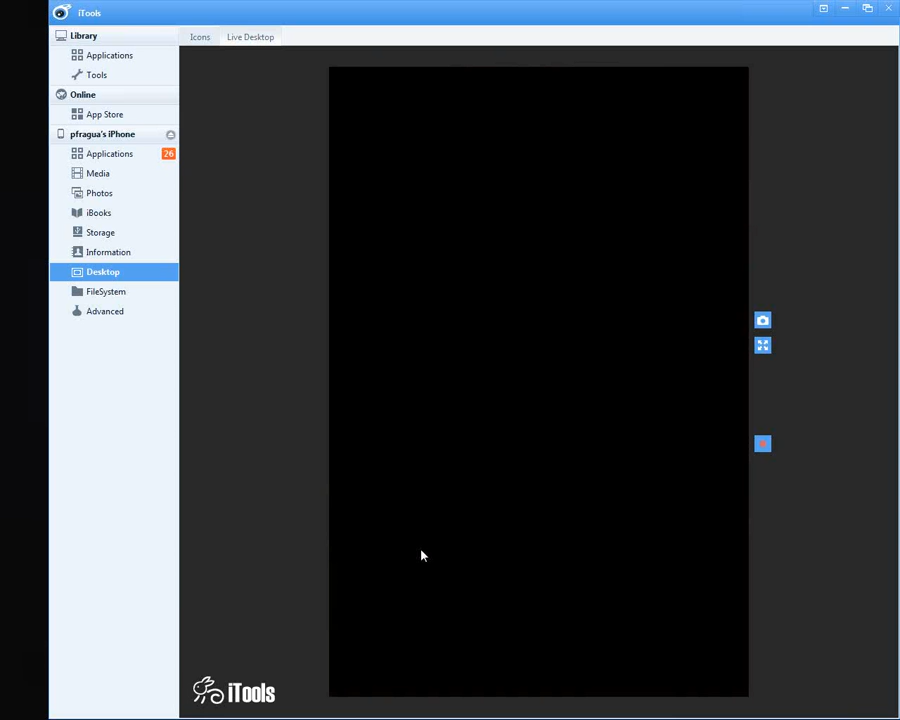 iTools
Library
Icons
Live Desktop
Applications
Tools
Online
App Store
pfragua's iPhone
Applications 26
Media
Photos
iBooks
Storage
Information
Desktop
FileSystem
Advanced
iTools